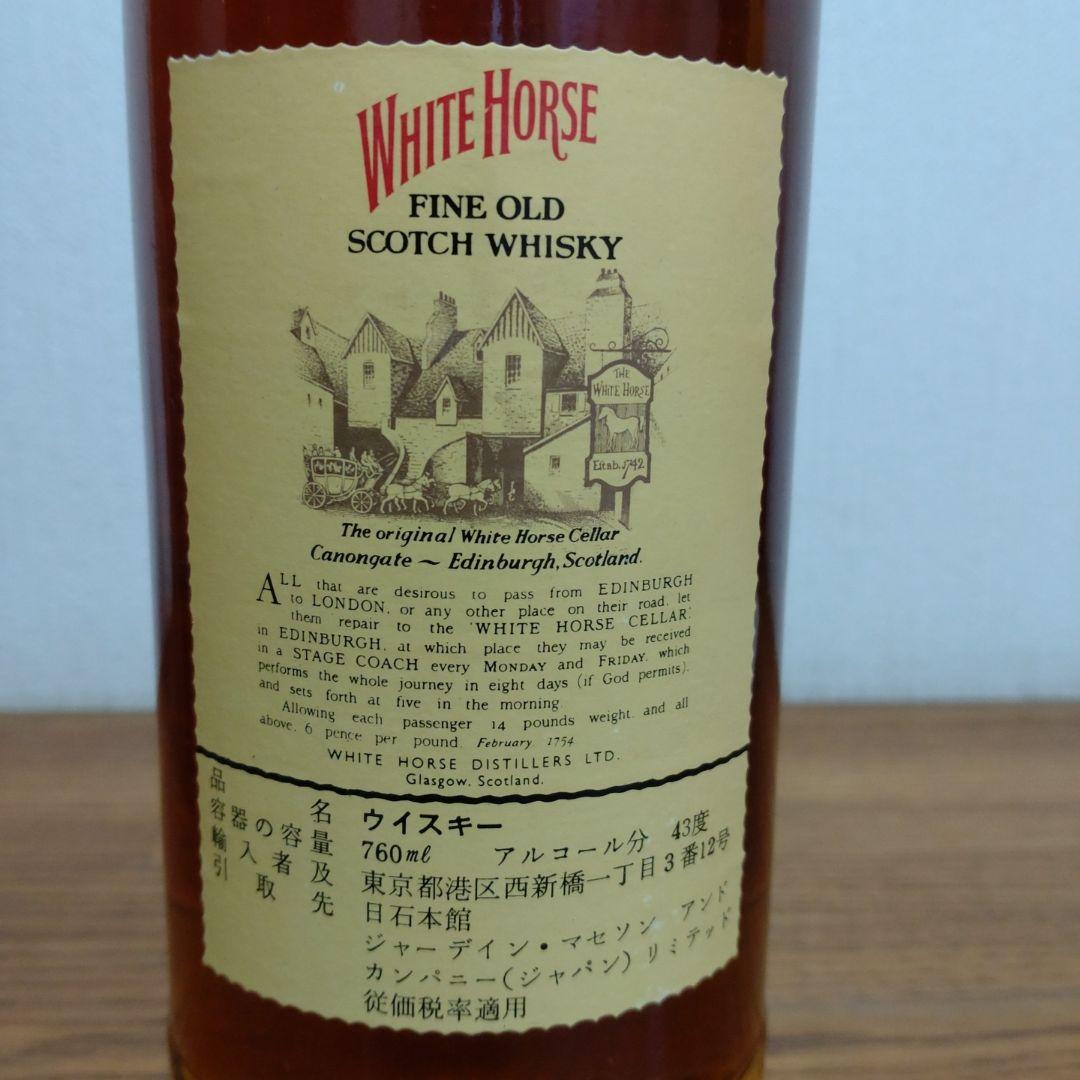 WHITE HORSE
FINE OLD
SCOTCH WHISKY
THE
WHITE HORSE
Estab. 1742
The original White Horse Cellar
Canongate ~ Edinburgh, Scotland.
ALL that are desirous to pass from EDINBURGH
to LONDON, or any other place on their road, let
them repair to the 'WHITE HORSE CELLAR'
in EDINBURGH, at which place they may be received
in a STAGE COACH every MONDAY and FRIDAY, which
performs the whole journey in eight days (if God permits),
and sets forth at five in the morning.
Allowing each passenger 14 pounds weight, and all
above, 6 pence per pound. February, 1754.
WHITE HORSE DISTILLERS LTD.
Glasgow, Scotland.
品名 ウイスキー
容器の容量 760ml アルコール分 43度
輸入者及 東京都港区西新橋一丁目3番12号
引取先 日石本館
ジャーデイン・マセソン アンド
カンパニー(ジャパン)リミテッド
従価税率適用